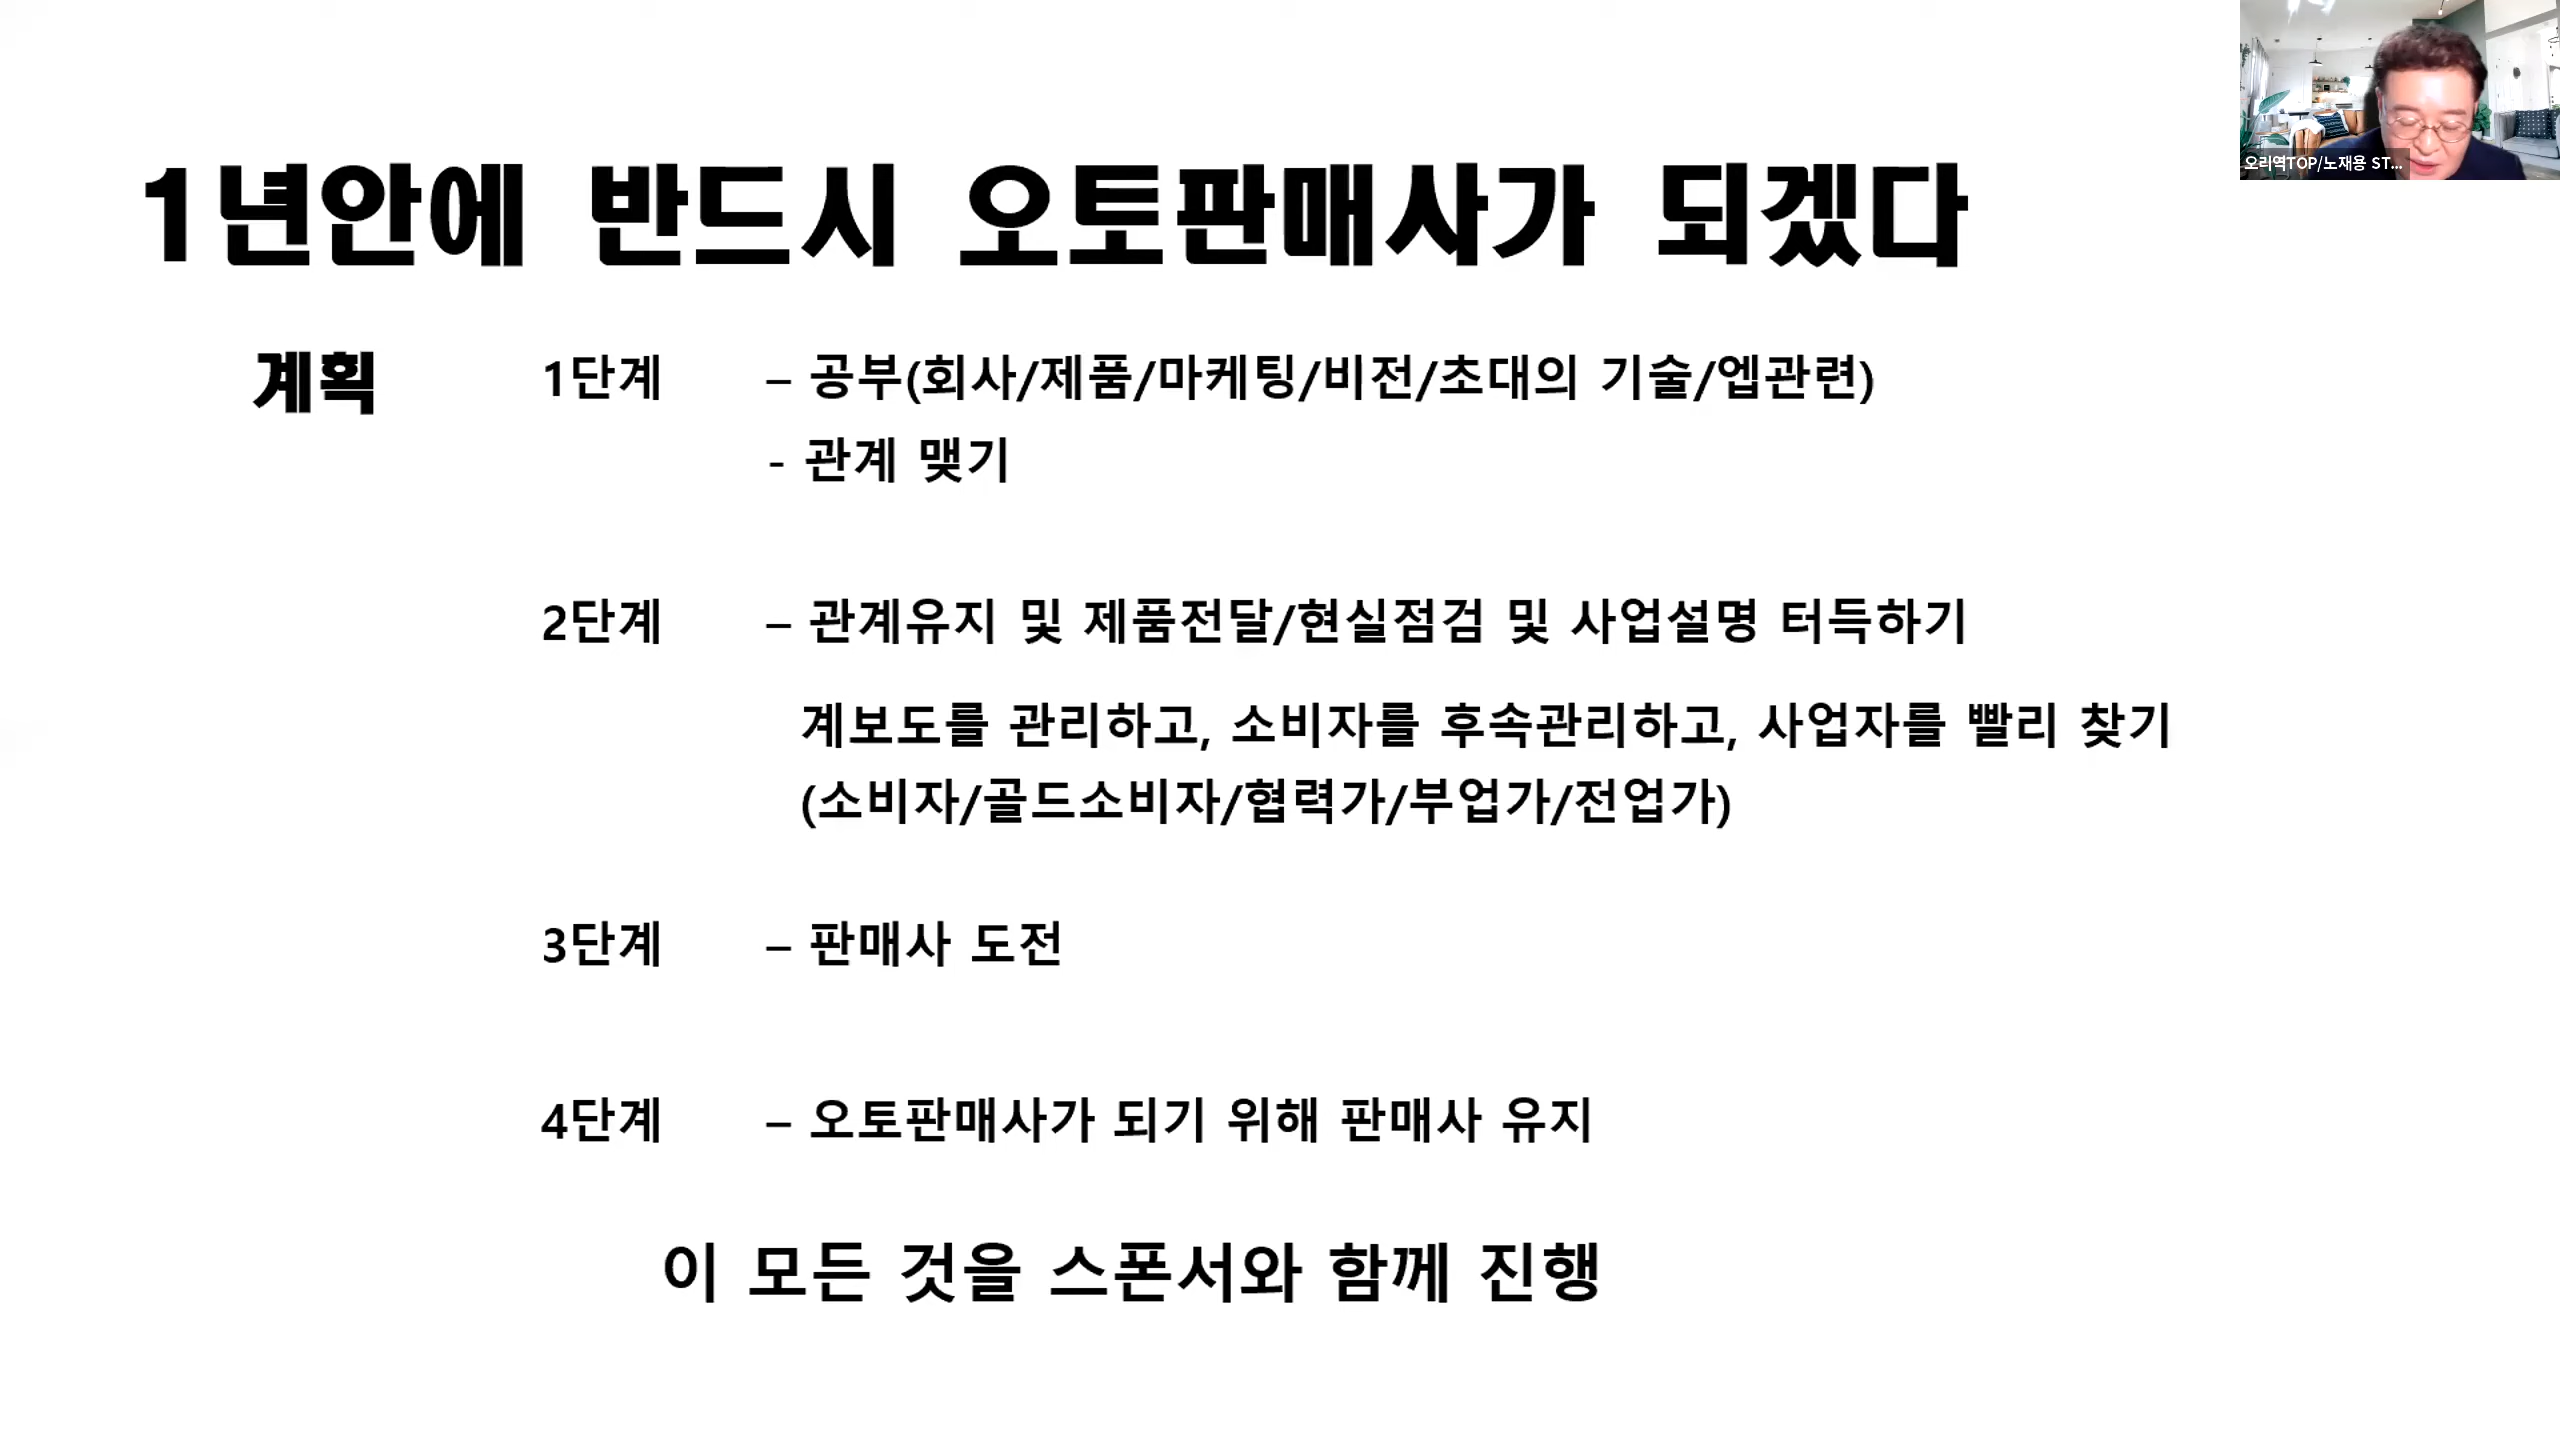 1년안에 반드시 오토판매사가 되겠다
오리역TOP/노재용 ST...
계획
1단계 – 공부(회사/제품/마케팅/비전/초대의 기술/엡관련)
- 관계 맺기
2단계 – 관계유지 및 제품전달/현실점검 및 사업설명 터득하기
계보도를 관리하고, 소비자를 후속관리하고, 사업자를 빨리 찾기
(소비자/골드소비자/협력가/부업가/전업가)
3단계 – 판매사 도전
4단계 – 오토판매사가 되기 위해 판매사 유지
이 모든 것을 스폰서와 함께 진행